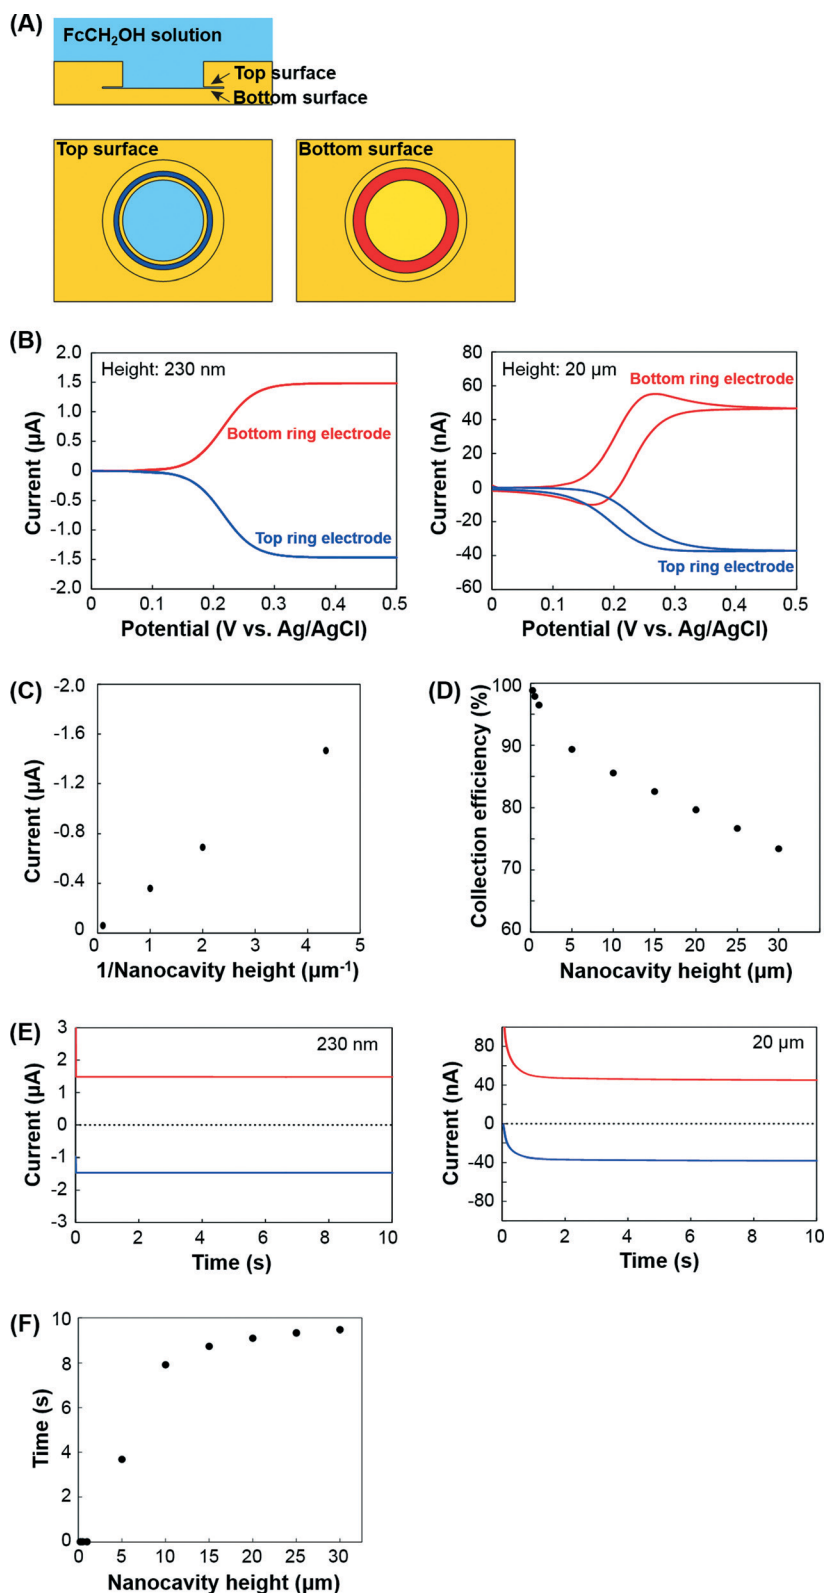 (A)
FcCH₂OH solution
Top surface
Bottom surface
Top surface
Bottom surface
(B)
2.0
1.5
1.0
0.5
0
-0.5
-1.0
-1.5
-2.0
Current (µA)
Height: 230 nm
Bottom ring electrode
Top ring electrode
0 0.1 0.2 0.3 0.4 0.5
Potential (V vs. Ag/AgCl)
80
60
40
20
0
-20
-40
-60
Current (nA)
Height: 20 µm
Bottom ring electrode
Top ring electrode
0 0.1 0.2 0.3 0.4 0.5
Potential (V vs. Ag/AgCl)
(C)
-2.0
-1.6
-1.2
-0.8
-0.4
0
Current (µA)
0 1 2 3 4 5
1/Nanocavity height (µm⁻¹)
(D)
100
90
80
70
60
Collection efficiency (%)
0 5 10 15 20 25 30
Nanocavity height (µm)
(E)
3
2
1
0
-1
-2
-3
Current (µA)
230 nm
0 2 4 6 8 10
Time (s)
80
40
0
-40
-80
Current (nA)
20 µm
0 2 4 6 8 10
Time (s)
(F)
10
8
6
4
2
0
Time (s)
0 5 10 15 20 25 30
Nanocavity height (µm)